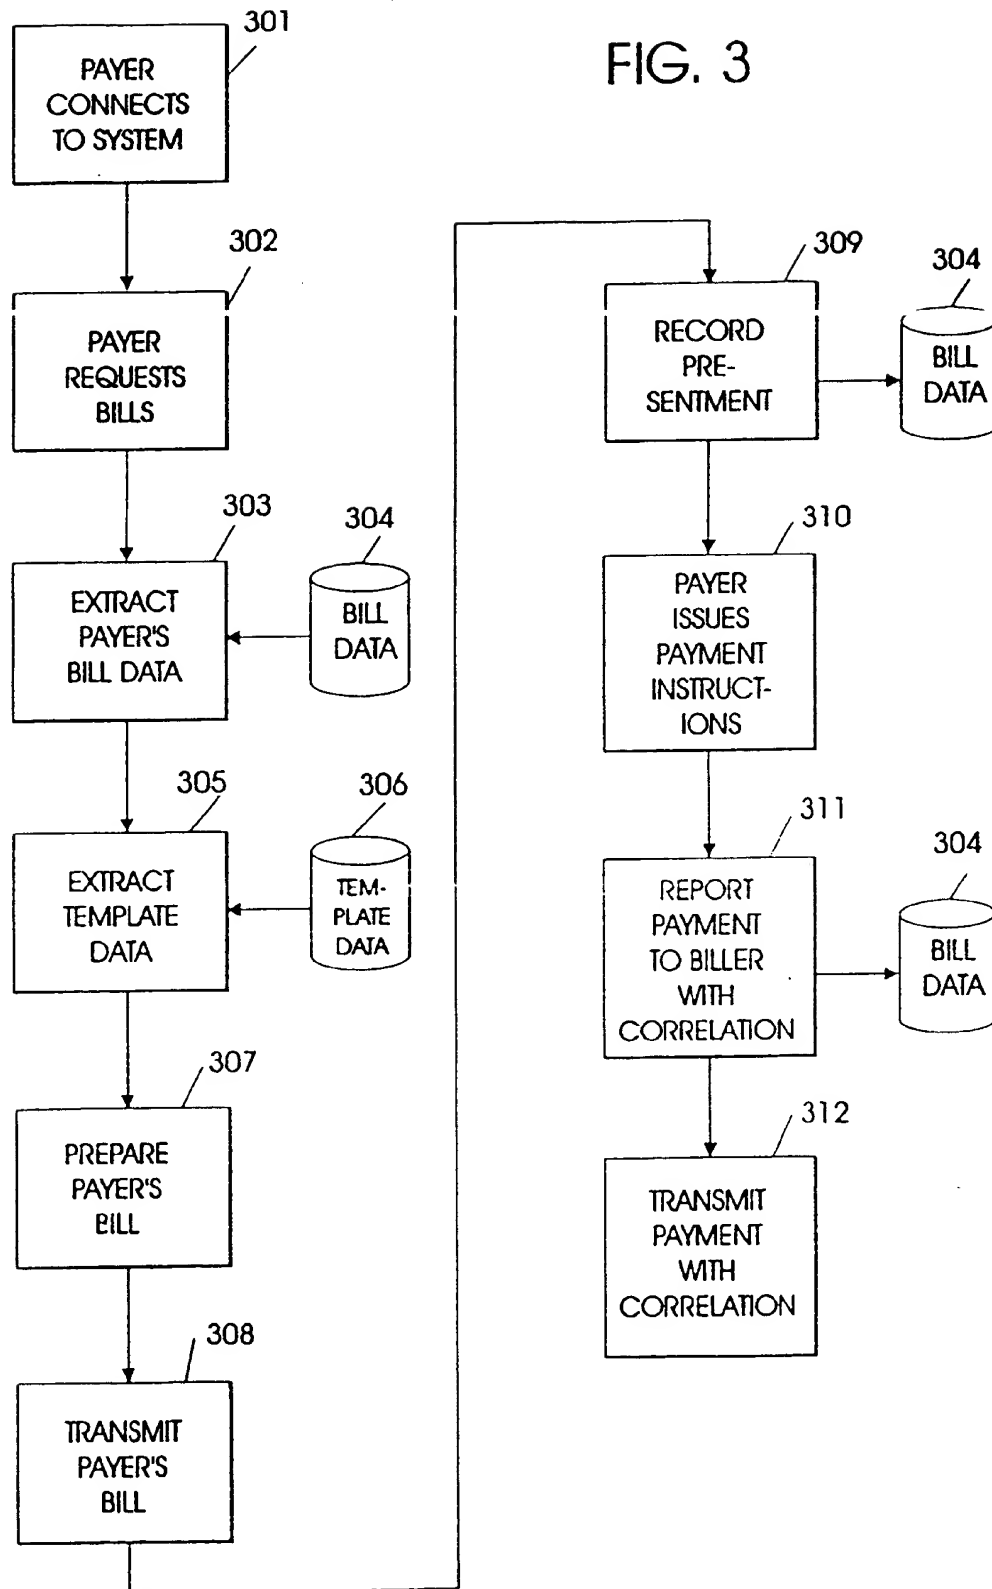 FIG. 3
301
PAYER
CONNECTS
TO SYSTEM
302
PAYER
REQUESTS
BILLS
303
EXTRACT
PAYER'S
BILL DATA
304
BILL
DATA
305
EXTRACT
TEMPLATE
DATA
306
TEM-
PLATE
DATA
307
PREPARE
PAYER'S
BILL
308
TRANSMIT
PAYER'S
BILL
309
RECORD
PRE-
SENTMENT
304
BILL
DATA
310
PAYER
ISSUES
PAYMENT
INSTRUCT-
IONS
311
REPORT
PAYMENT
TO BILLER
WITH
CORRELATION
304
BILL
DATA
312
TRANSMIT
PAYMENT
WITH
CORRELATION